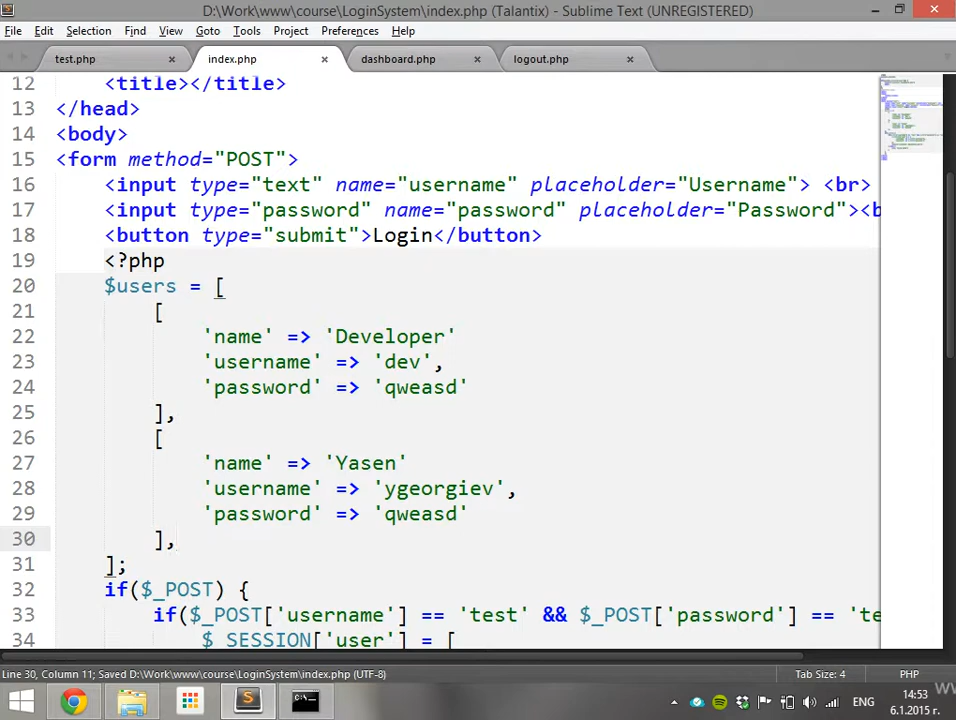 D:\Work\www\course\LoginSystem\index.php (Talantix) - Sublime Text (UNREGISTERED)
File Edit Selection Find View Goto Tools Project Preferences Help
test.php index.php dashboard.php logout.php
12 <title></title>
13 </head>
14 <body>
15 <form method="POST">
16 <input type="text" name="username" placeholder="Username"> <br>
17 <input type="password" name="password" placeholder="Password"><b
18 <button type="submit">Login</button>
19 <?php
20 $users = [
21 [
22 'name' => 'Developer'
23 'username' => 'dev',
24 'password' => 'qweasd'
25 ],
26 [
27 'name' => 'Yasen'
28 'username' => 'ygeorgiev',
29 'password' => 'qweasd'
30 ],
31 ];
32 if($_POST) {
33 if($_POST['username'] == 'test' && $_POST['password'] == 'te
34 $_SESSION['user'] = [
Line 30, Column 11; Saved D:\Work\www\course\LoginSystem\index.php (UTF-8) Tab Size: 4 PHP
ENG 14:53
6.1.2015 г.